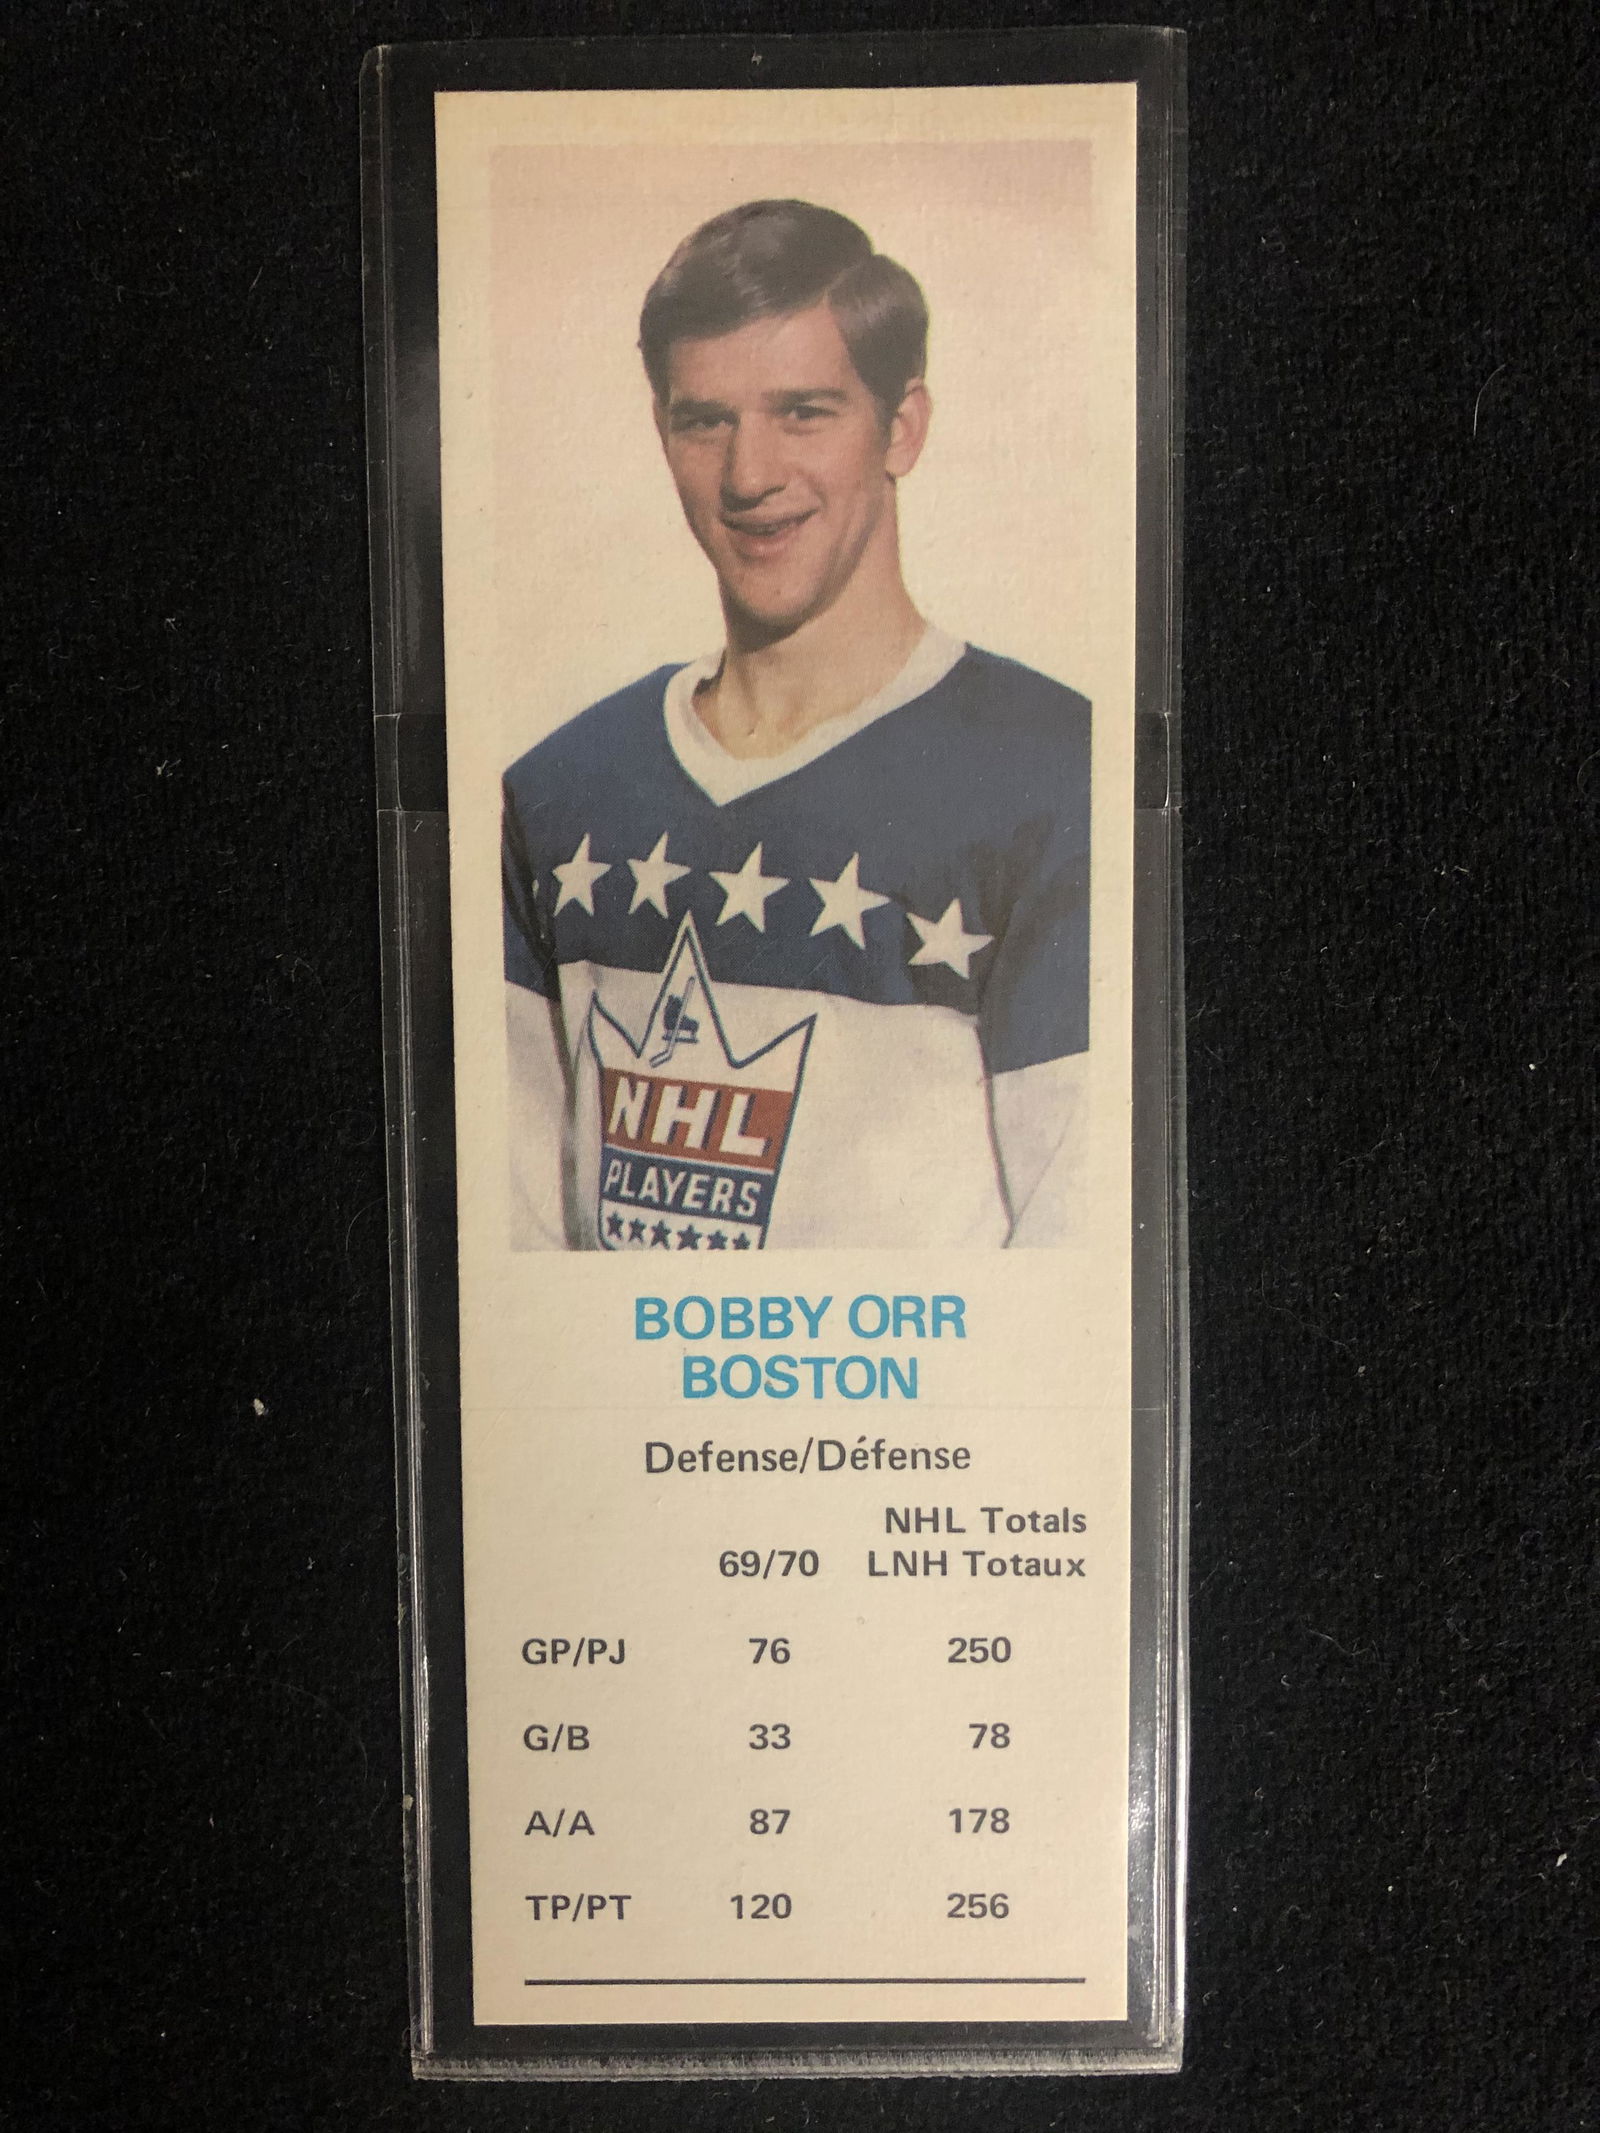 NHL
PLAYERS
BOBBY ORR
BOSTON
Defense/Défense
NHL Totals
69/70 LNH Totaux
GP/PJ 76 250
G/B 33 78
A/A 87 178
TP/PT 120 256